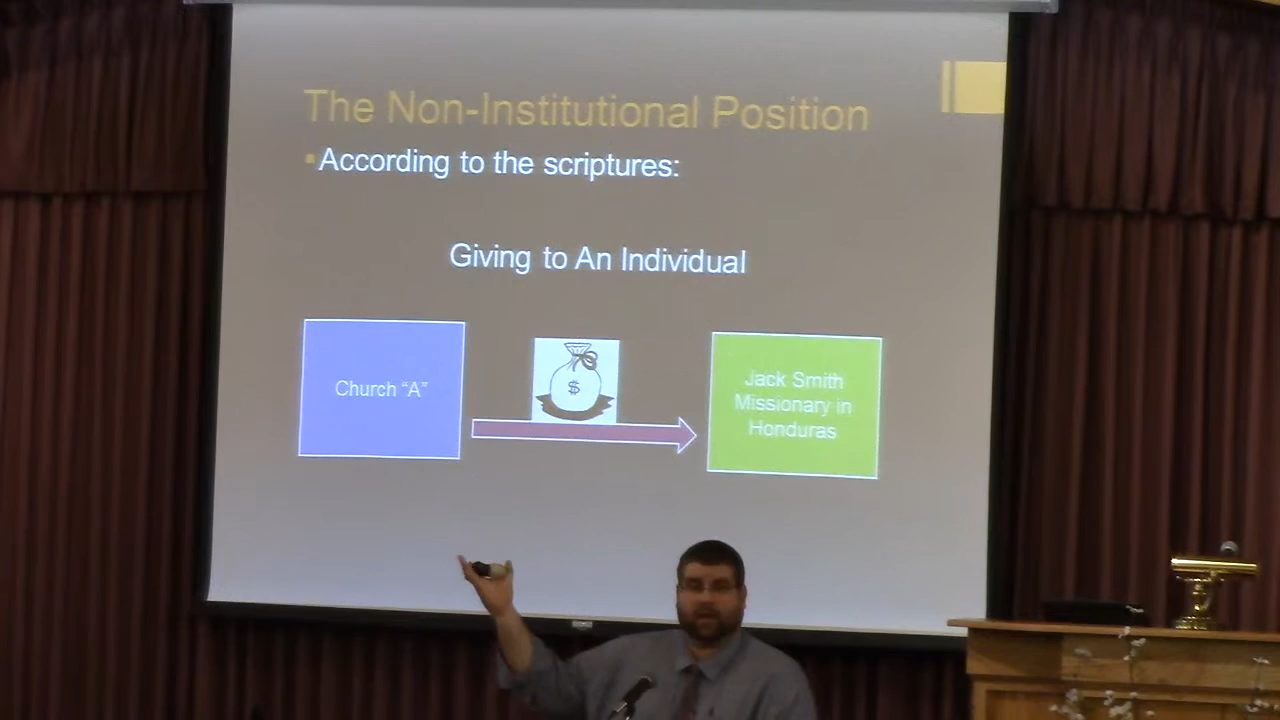 The Non-Institutional Position
According to the scriptures:
Giving to An Individual
Church “A”
$
Jack Smith
Missionary in
Honduras